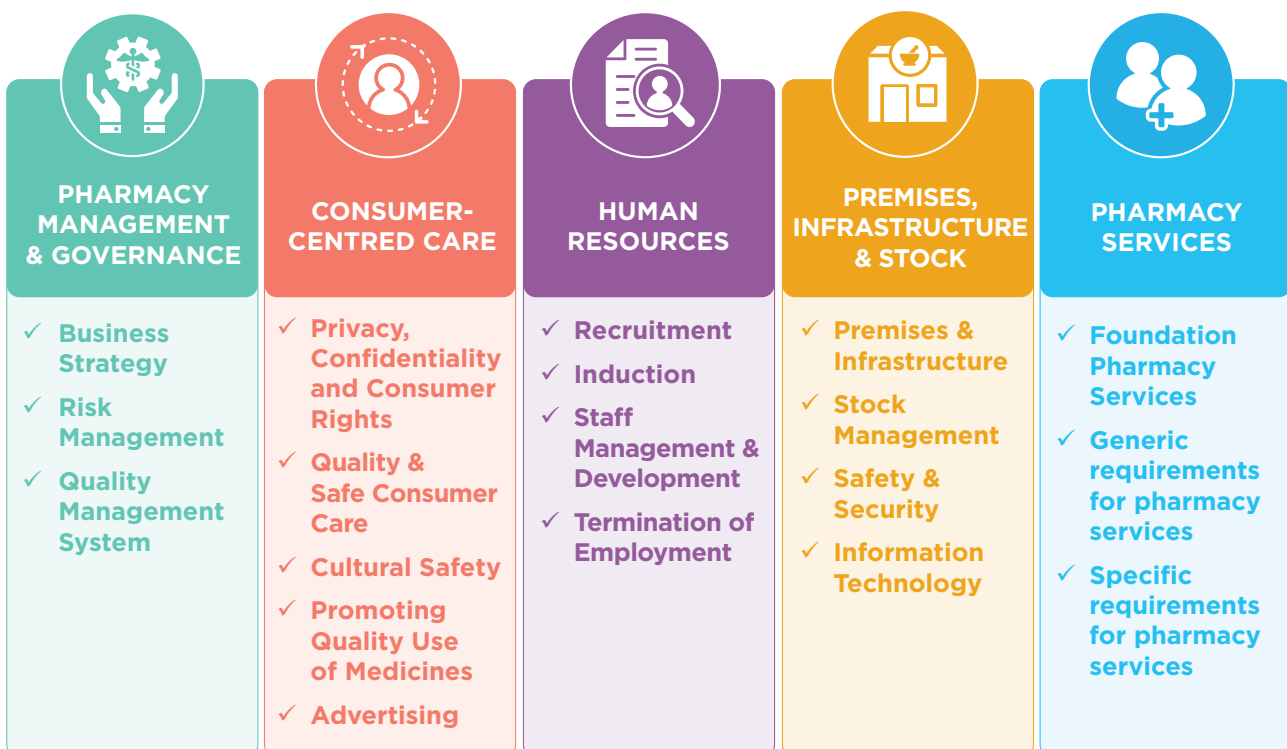 PHARMACY
MANAGEMENT
& GOVERNANCE
✓ Business
Strategy
✓ Risk
Management
✓ Quality
Management
System
CONSUMER-
CENTRED CARE
✓ Privacy,
Confidentiality
and Consumer
Rights
✓ Quality &
Safe Consumer
Care
✓ Cultural Safety
✓ Promoting
Quality Use
of Medicines
✓ Advertising
HUMAN
RESOURCES
✓ Recruitment
✓ Induction
✓ Staff
Management &
Development
✓ Termination of
Employment
PREMISES,
INFRASTRUCTURE
& STOCK
✓ Premises &
Infrastructure
✓ Stock
Management
✓ Safety &
Security
✓ Information
Technology
PHARMACY
SERVICES
✓ Foundation
Pharmacy
Services
✓ Generic
requirements
for pharmacy
services
✓ Specific
requirements
for pharmacy
services